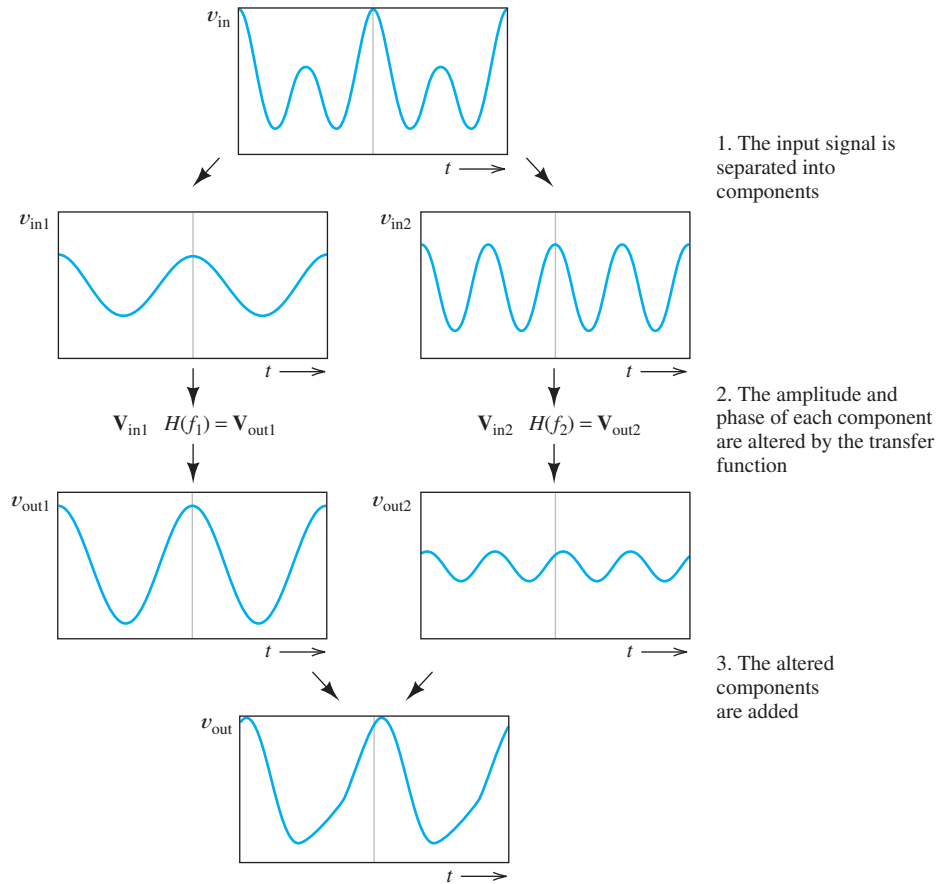 v_in
t
1. The input signal is
separated into
components
v_in1
v_in2
t
t
V_in1 H(f_1) = V_out1
V_in2 H(f_2) = V_out2
2. The amplitude and
phase of each component
are altered by the transfer
function
v_out1
v_out2
t
t
3. The altered
components
are added
v_out
t